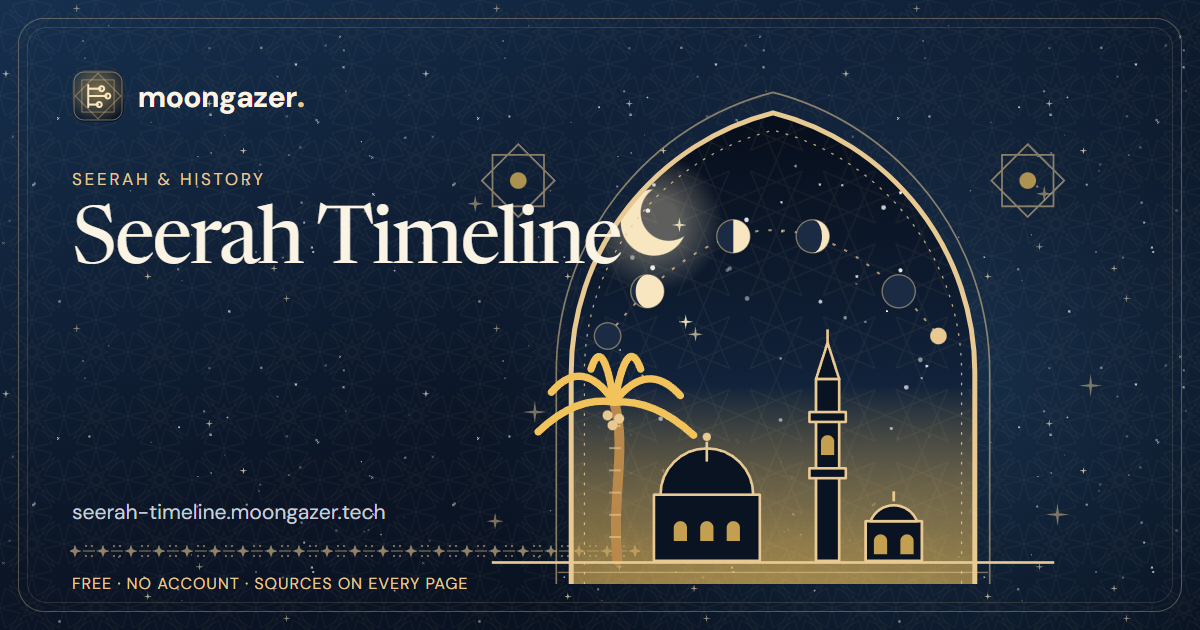 moongazer.
SEERAH & HISTORY
Seerah Timeline
seerah-timeline.moongazer.tech
FREE · NO ACCOUNT · SOURCES ON EVERY PAGE